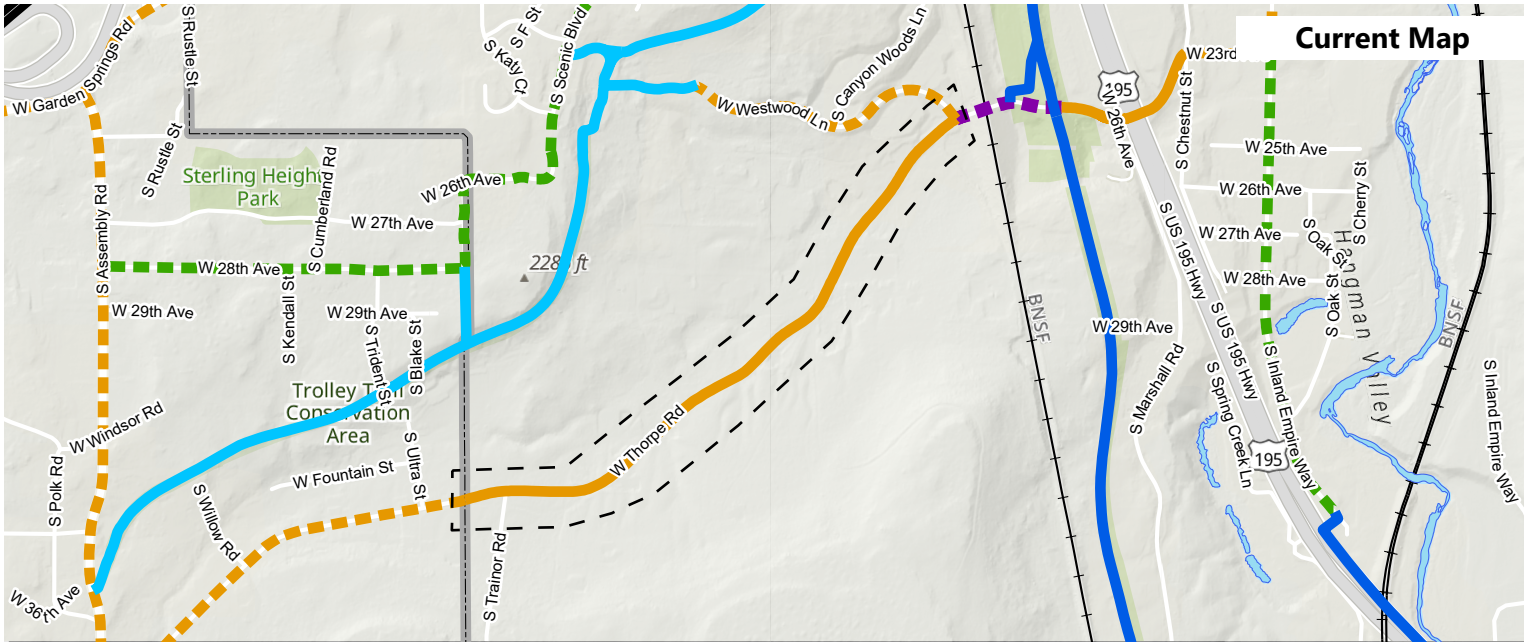 Current Map
W Garden Springs Rd
S Rustle St
S F St
S Katy Ct
S Scenic Blvd
S Canyon Woods Ln
W Westwood Ln
W 23rd
195
W 26th Ave
S Chestnut St
S Rustle St
Sterling Height
Park
S Cumberland Rd
W 26th Ave
W 27th Ave
W 25th Ave
W 26th Ave
S Cherry St
W 27th Ave
S Oak St
W 28th Ave
S Oak St
Hangman Valley
S Assembly Rd
W 28th Ave
W 29th Ave
S Kendall St
W 29th Ave
S Trident St
S Blake St
BNSF
W 29th Ave
S US 195 Hwy
S US 195 Hwy
S Marshall Rd
S Spring Creek Ln
S Inland Empire Way
BNSF
S Inland Empire Way
195
Trolley
Conservation
Area
W Windsor Rd
W Thorpe Rd
S Polk Rd
W Fountain St
S Ultra St
S Willow Rd
S Trainor Rd
W 36th Ave